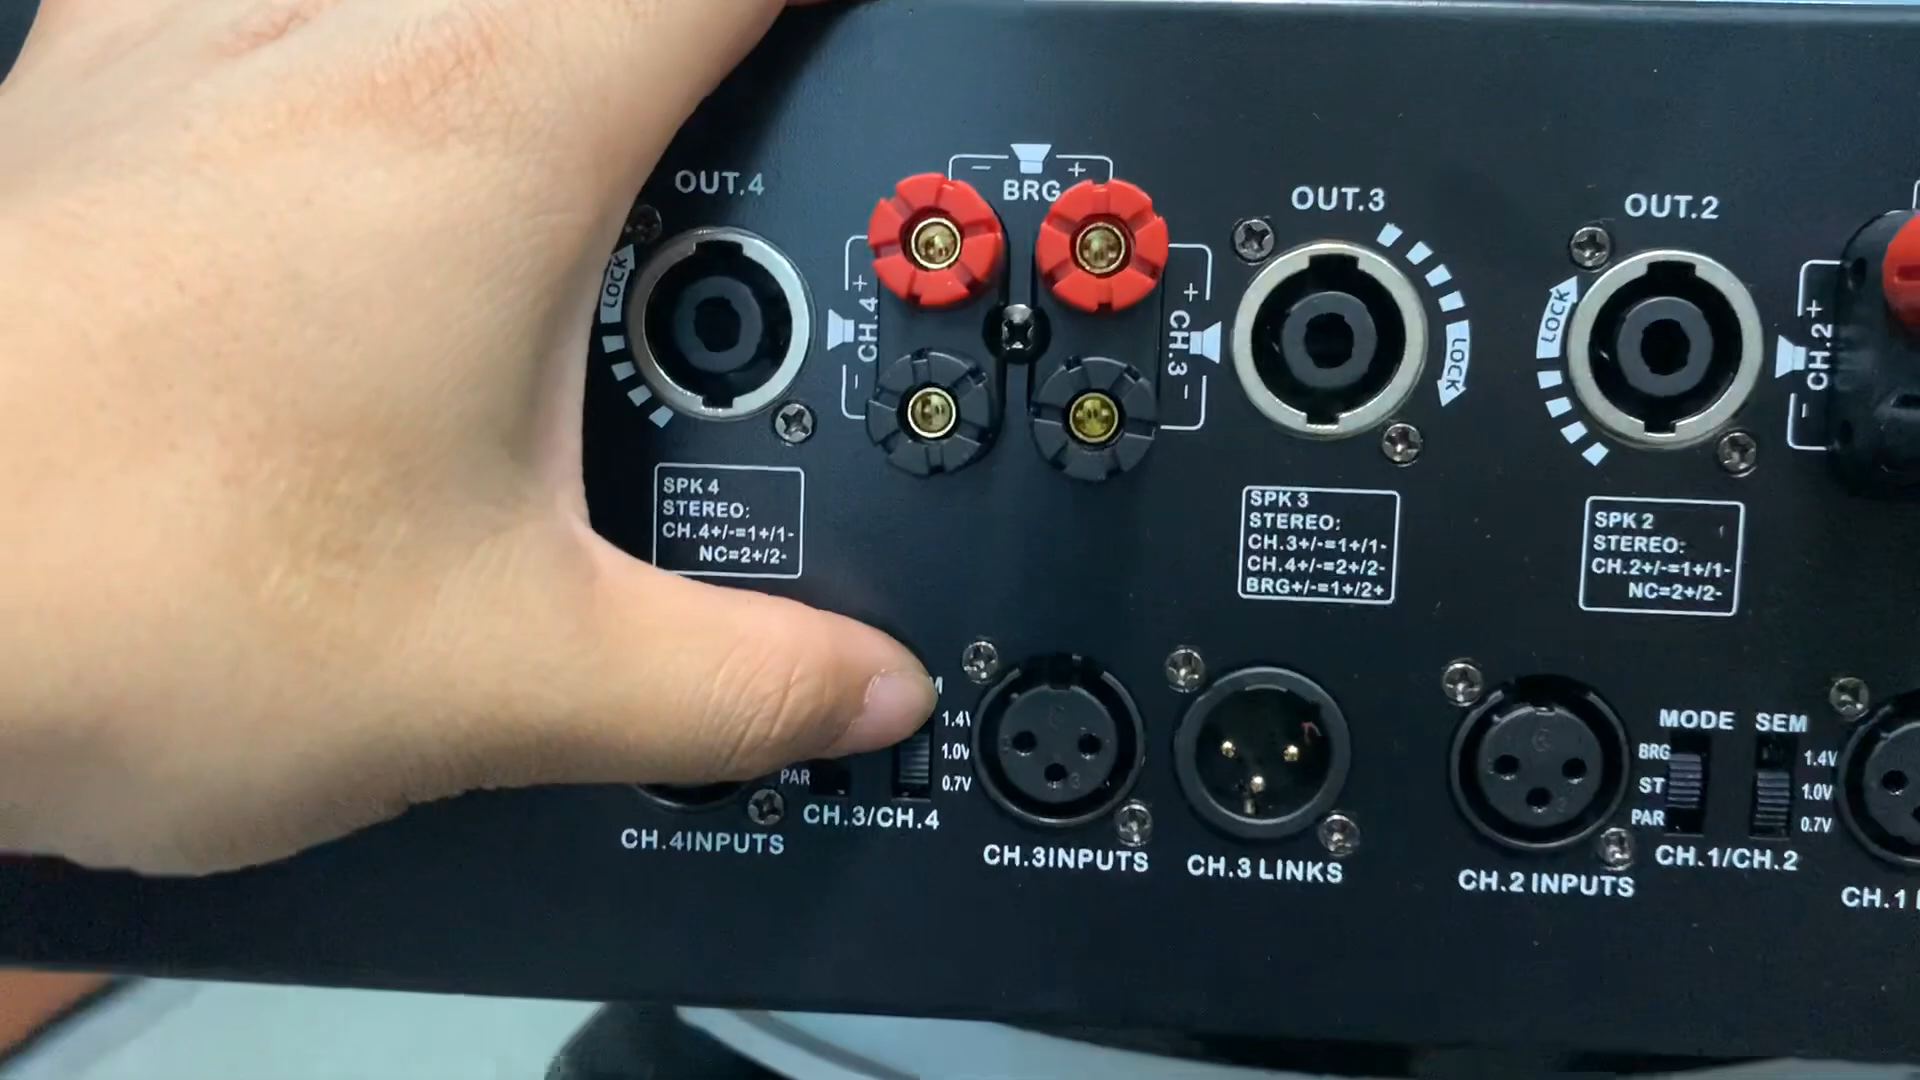 OUT.4
- +
BRG
OUT.3
OUT.2
LOCK
+
CH.4
-
+
CH.3
-
LOCK
LOCK
+
CH.2
-
SPK 4
STEREO:
CH.4+/-=1+/1-
NC=2+/2-
SPK 3
STEREO:
CH.3+/-=1+/1-
CH.4+/-=2+/2-
BRG+/-=1+/2+
SPK 2
STEREO:
CH.2+/-=1+/1-
NC=2+/2-
M
1.4V
1.0V
0.7V
PAR
CH.3/CH.4
CH.4INPUTS
CH.3INPUTS
CH.3 LINKS
CH.2 INPUTS
MODE
SEM
BRG
ST
PAR
1.4V
1.0V
0.7V
CH.1/CH.2
CH.1